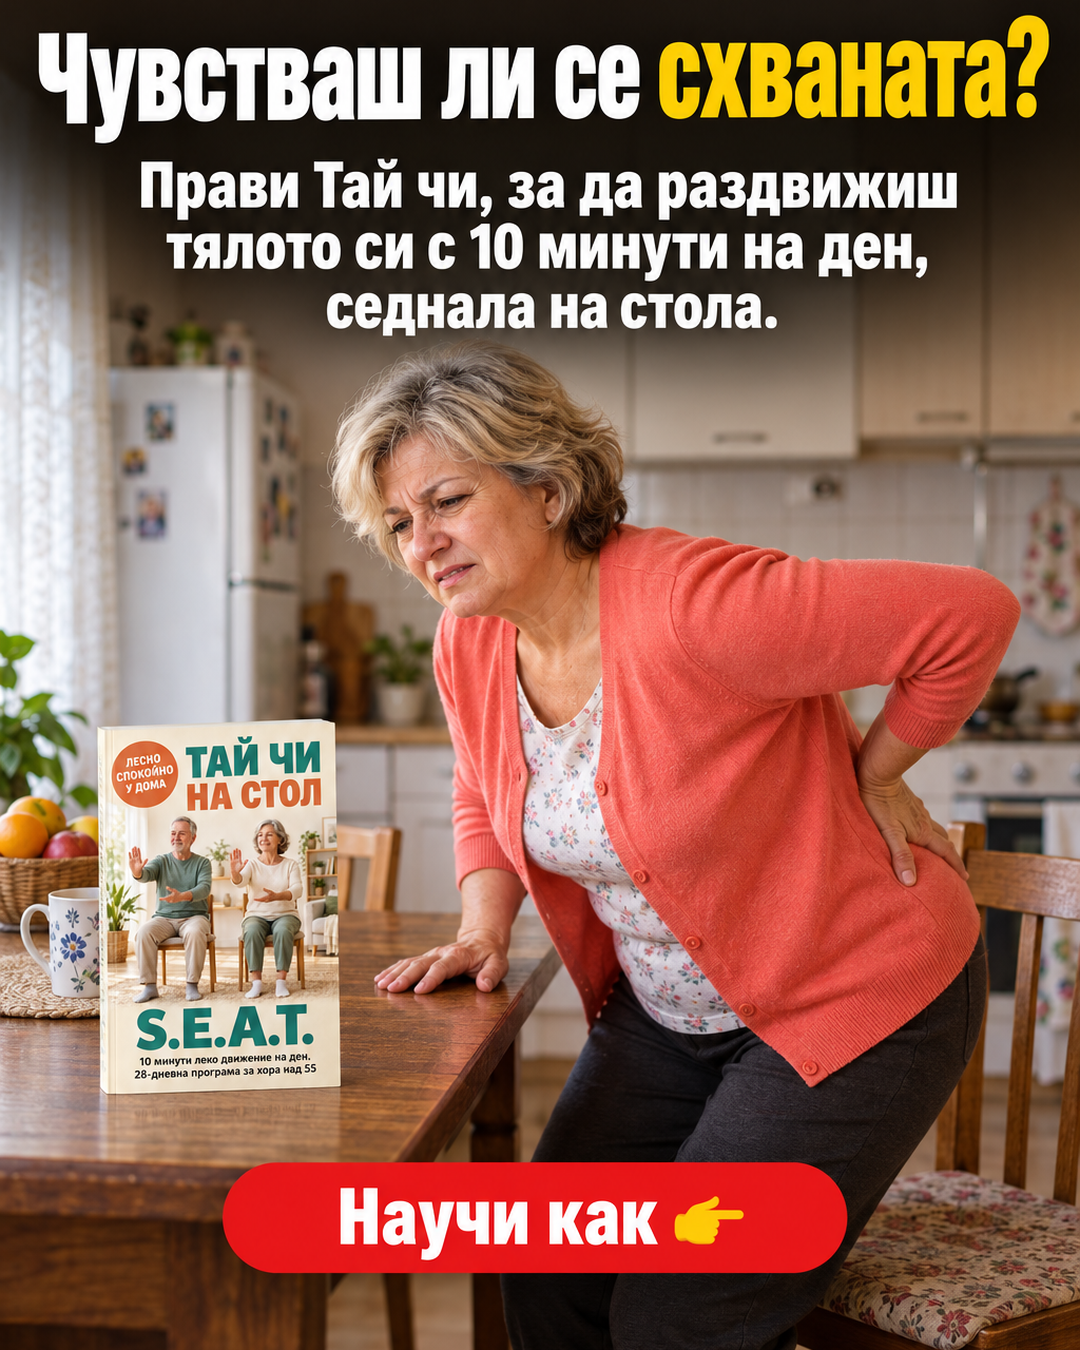 Чувстваш ли се схваната?
Прави Тай чи, за да раздвижиш
тялото си с 10 минути на ден,
седнала на стола.
ЛЕСНО
СПОКОЙНО
У ДОМА
ТАЙ ЧИ
НА СТОЛ
S.E.A.T.
10 минути леко движение на ден.
28-дневна програма за хора над 55
Научи как 👉